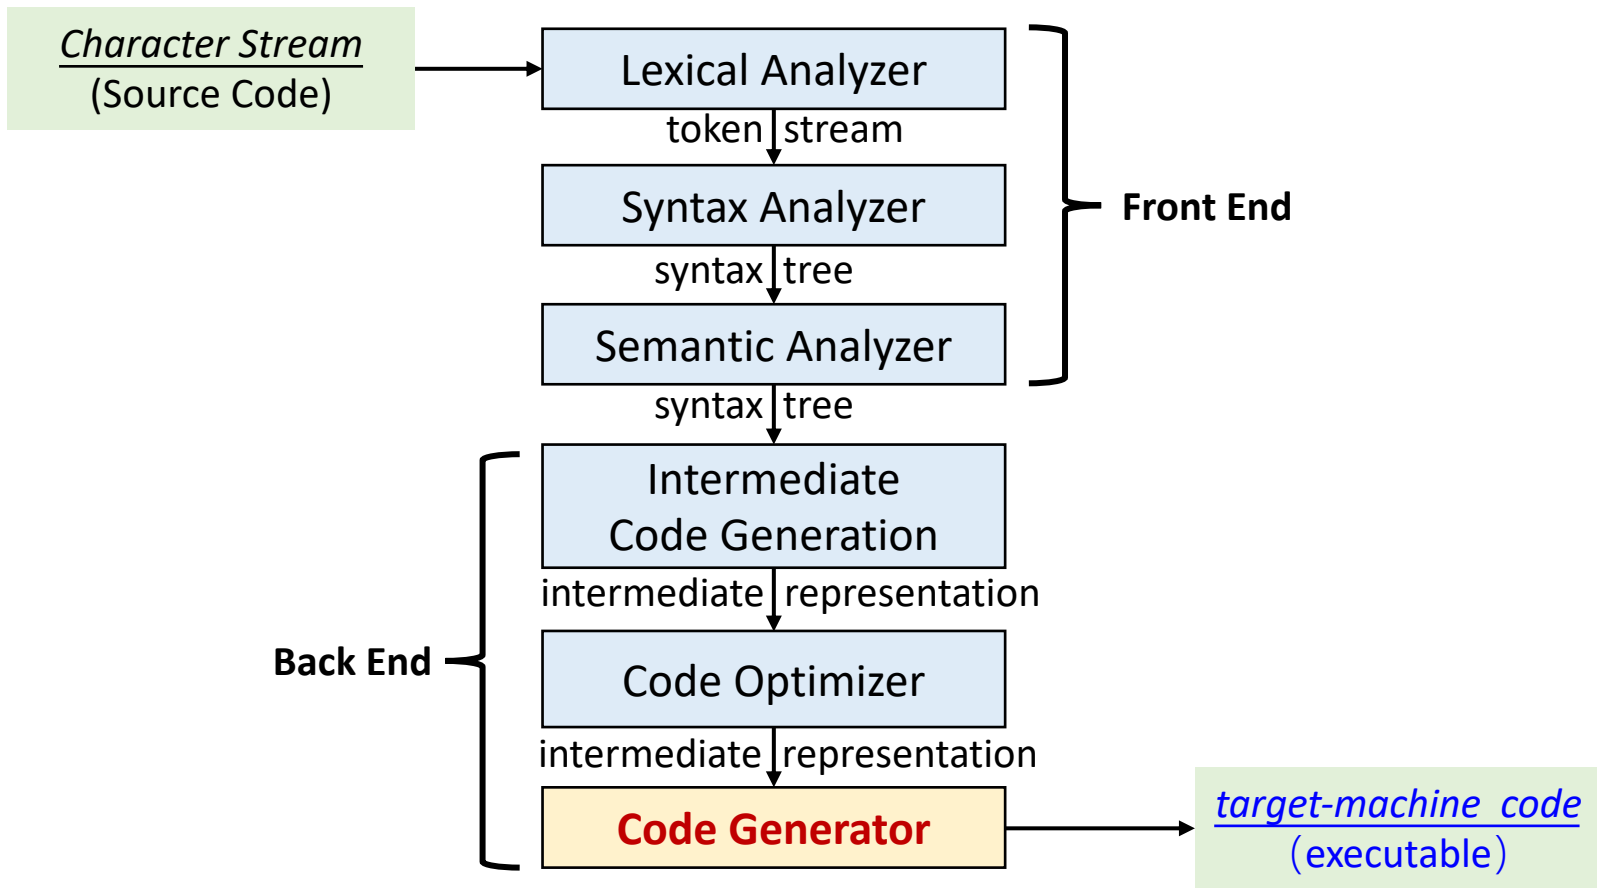 Character Stream
(Source Code)
Lexical Analyzer
token stream
Syntax Analyzer
Front End
syntax tree
Semantic Analyzer
syntax tree
Intermediate
Code Generation
intermediate representation
Back End
Code Optimizer
intermediate representation
Code Generator
target-machine code
（executable）